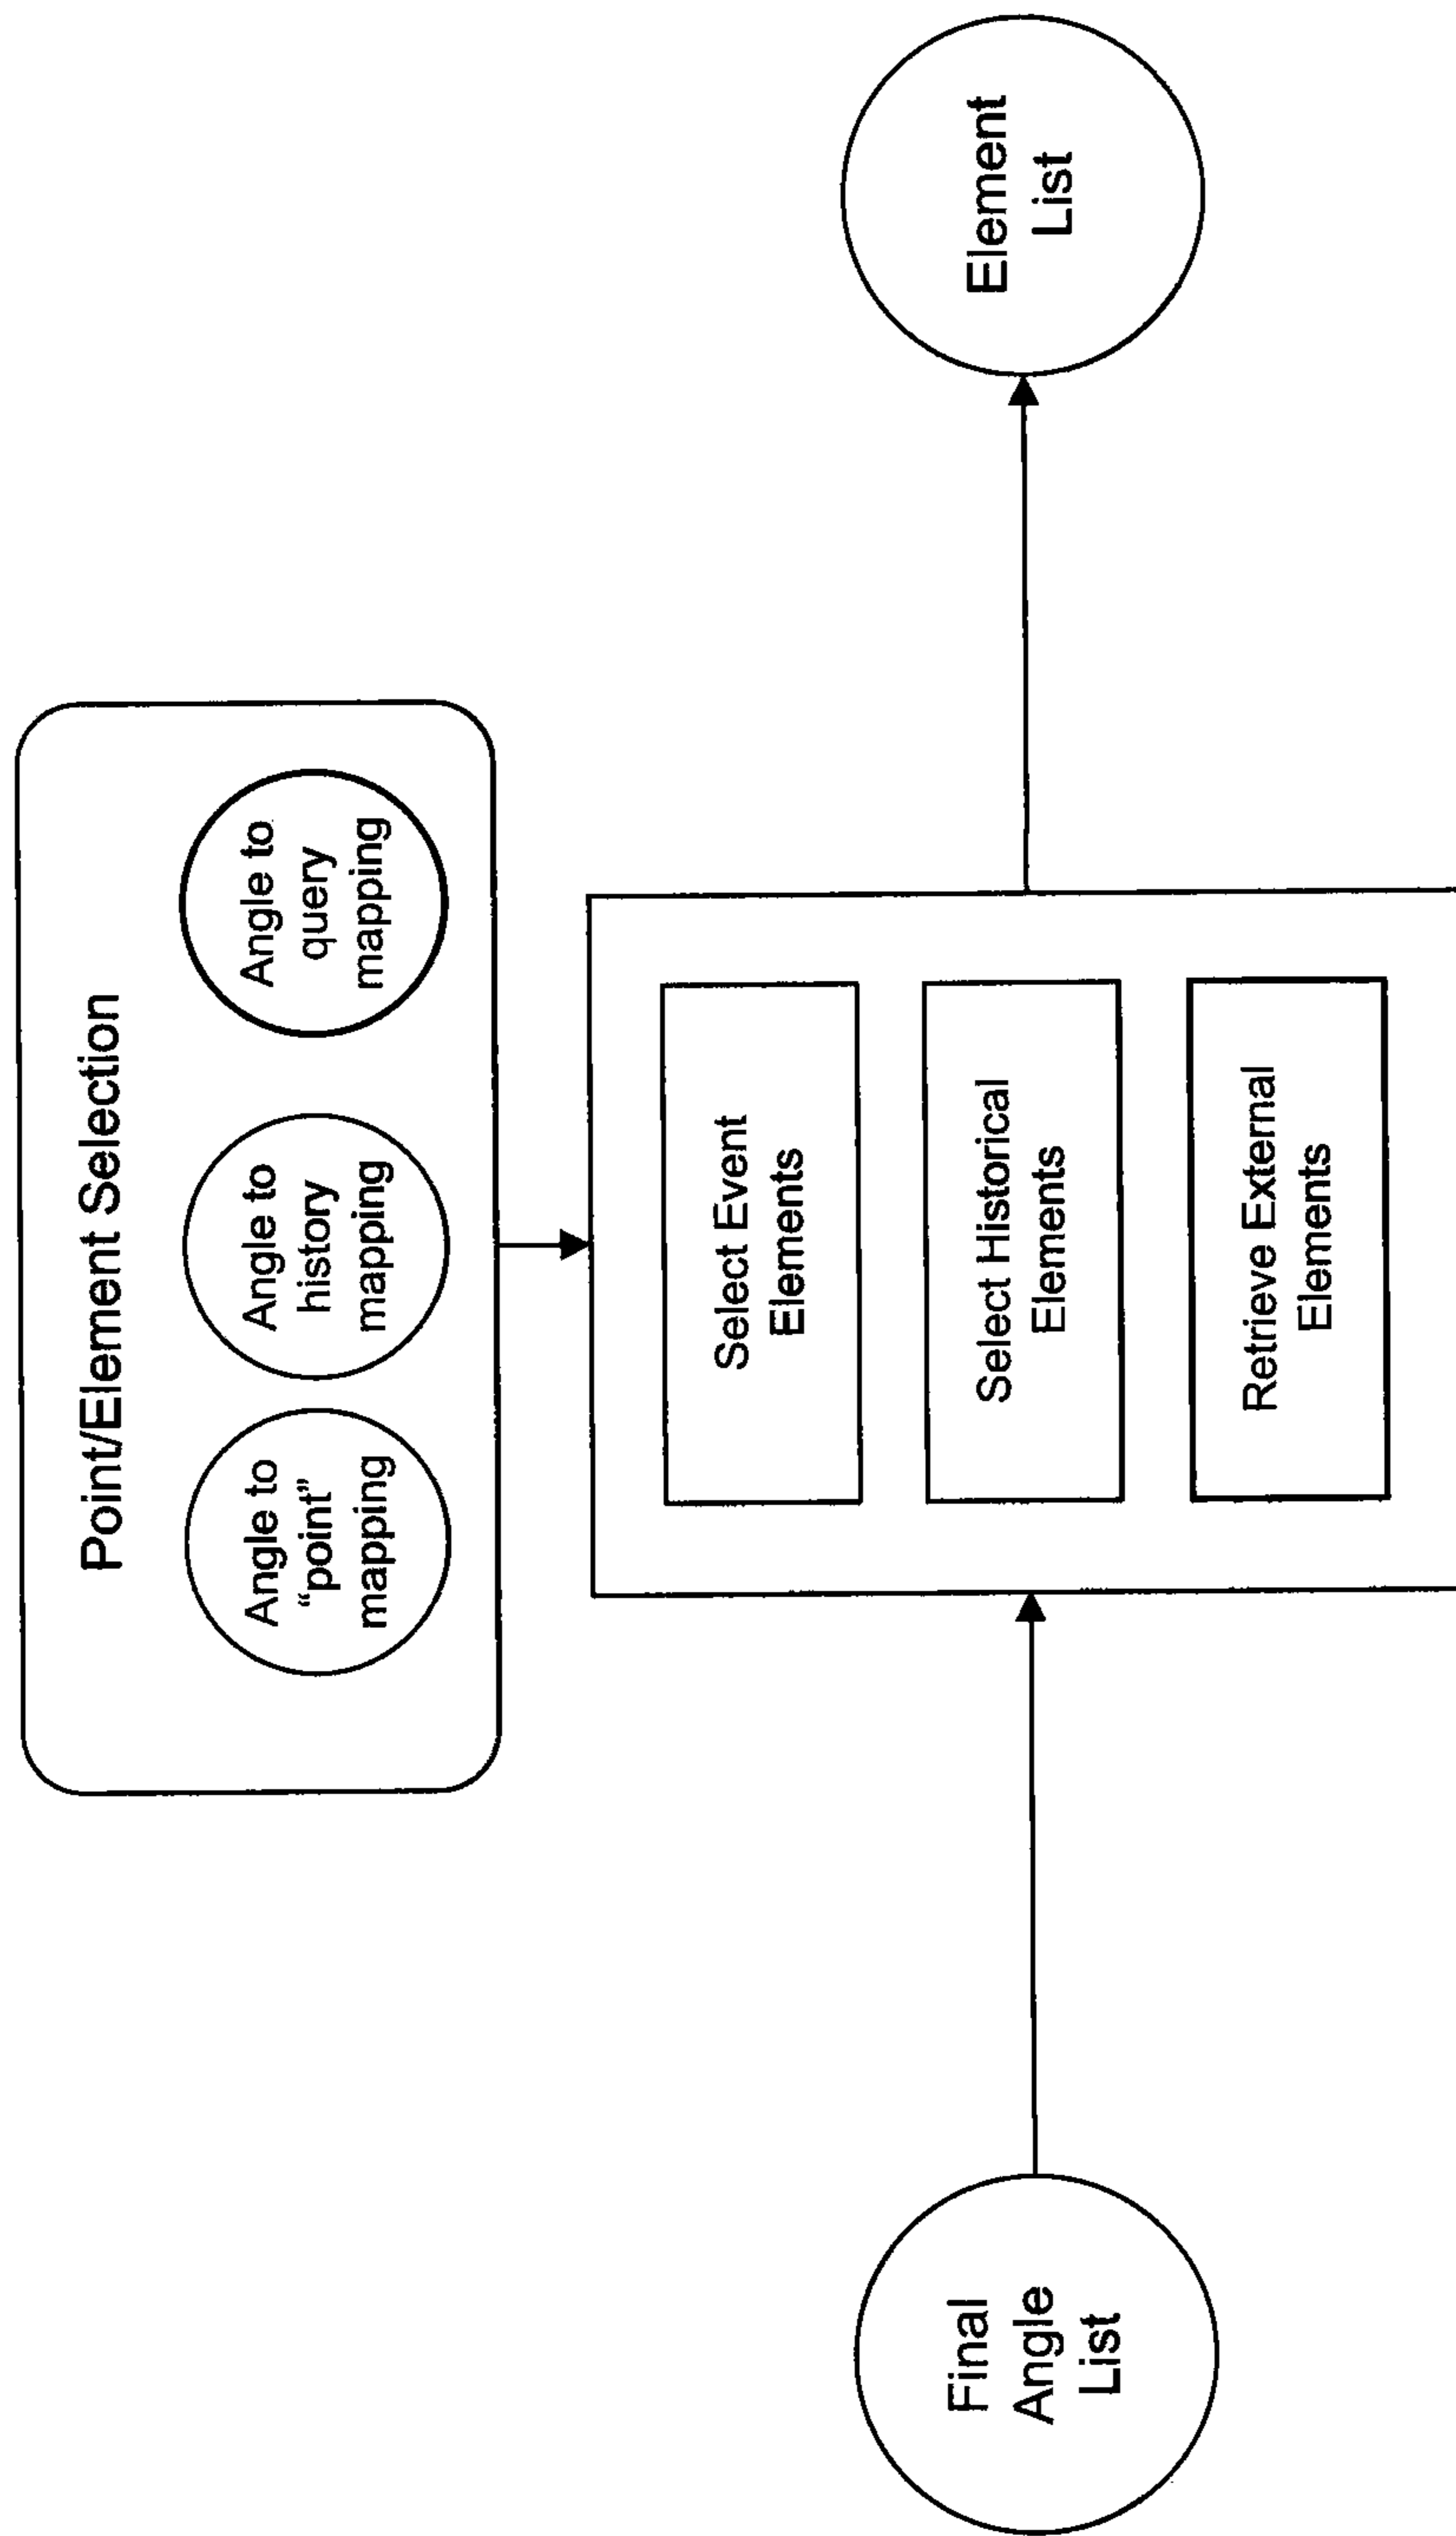 Point/Element Selection
Angle to
“point”
mapping
Angle to
history
mapping
Angle to
query
mapping
Final
Angle
List
Select Event
Elements
Select Historical
Elements
Retrieve External
Elements
Element
List